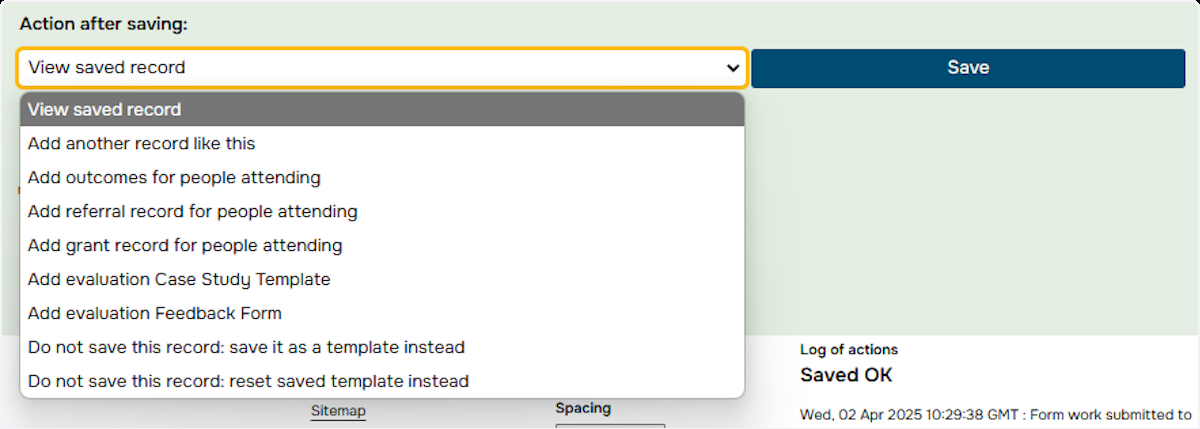 Action after saving:
View saved record
Save
View saved record
Add another record like this
Add outcomes for people attending
Add referral record for people attending
Add grant record for people attending
Add evaluation Case Study Template
Add evaluation Feedback Form
Do not save this record: save it as a template instead
Do not save this record: reset saved template instead
Log of actions
Saved OK
Sitemap
Spacing
Wed, 02 Apr 2025 10:29:38 GMT : Form work submitted to